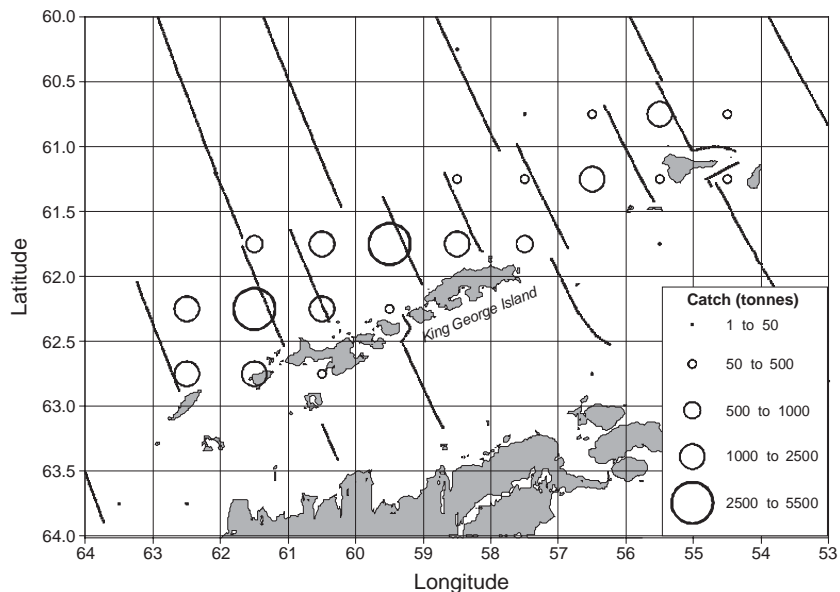 60.0
60.5
61.0
61.5
62.0
62.5
63.0
63.5
64.0
Latitude
King George Island
Catch (tonnes)
1 to 50
50 to 500
500 to 1000
1000 to 2500
2500 to 5500
64 63 62 61 60 59 58 57 56 55 54 53
Longitude